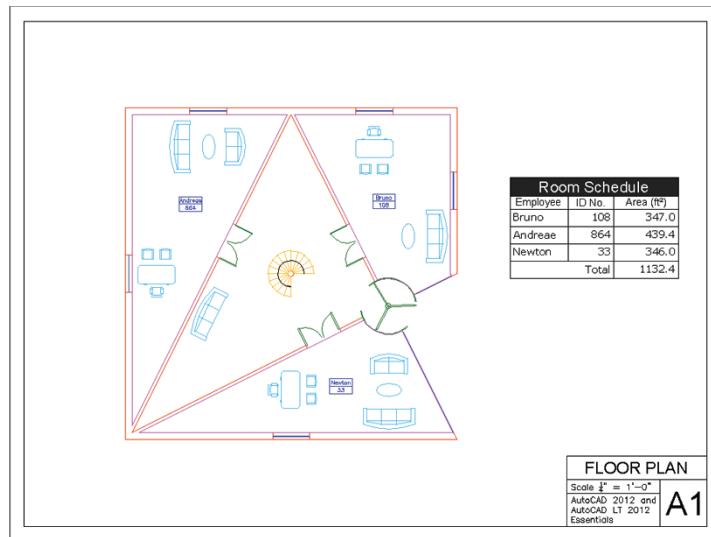 Andreae
864
Bruno
108
Newton
33
Room Schedule
Employee ID No. Area (ft²)
Bruno 108 347.0
Andreae 864 439.4
Newton 33 346.0
Total 1132.4
FLOOR PLAN
Scale ¼" = 1'-0"
AutoCAD 2012 and
AutoCAD LT 2012
Essentials
A1